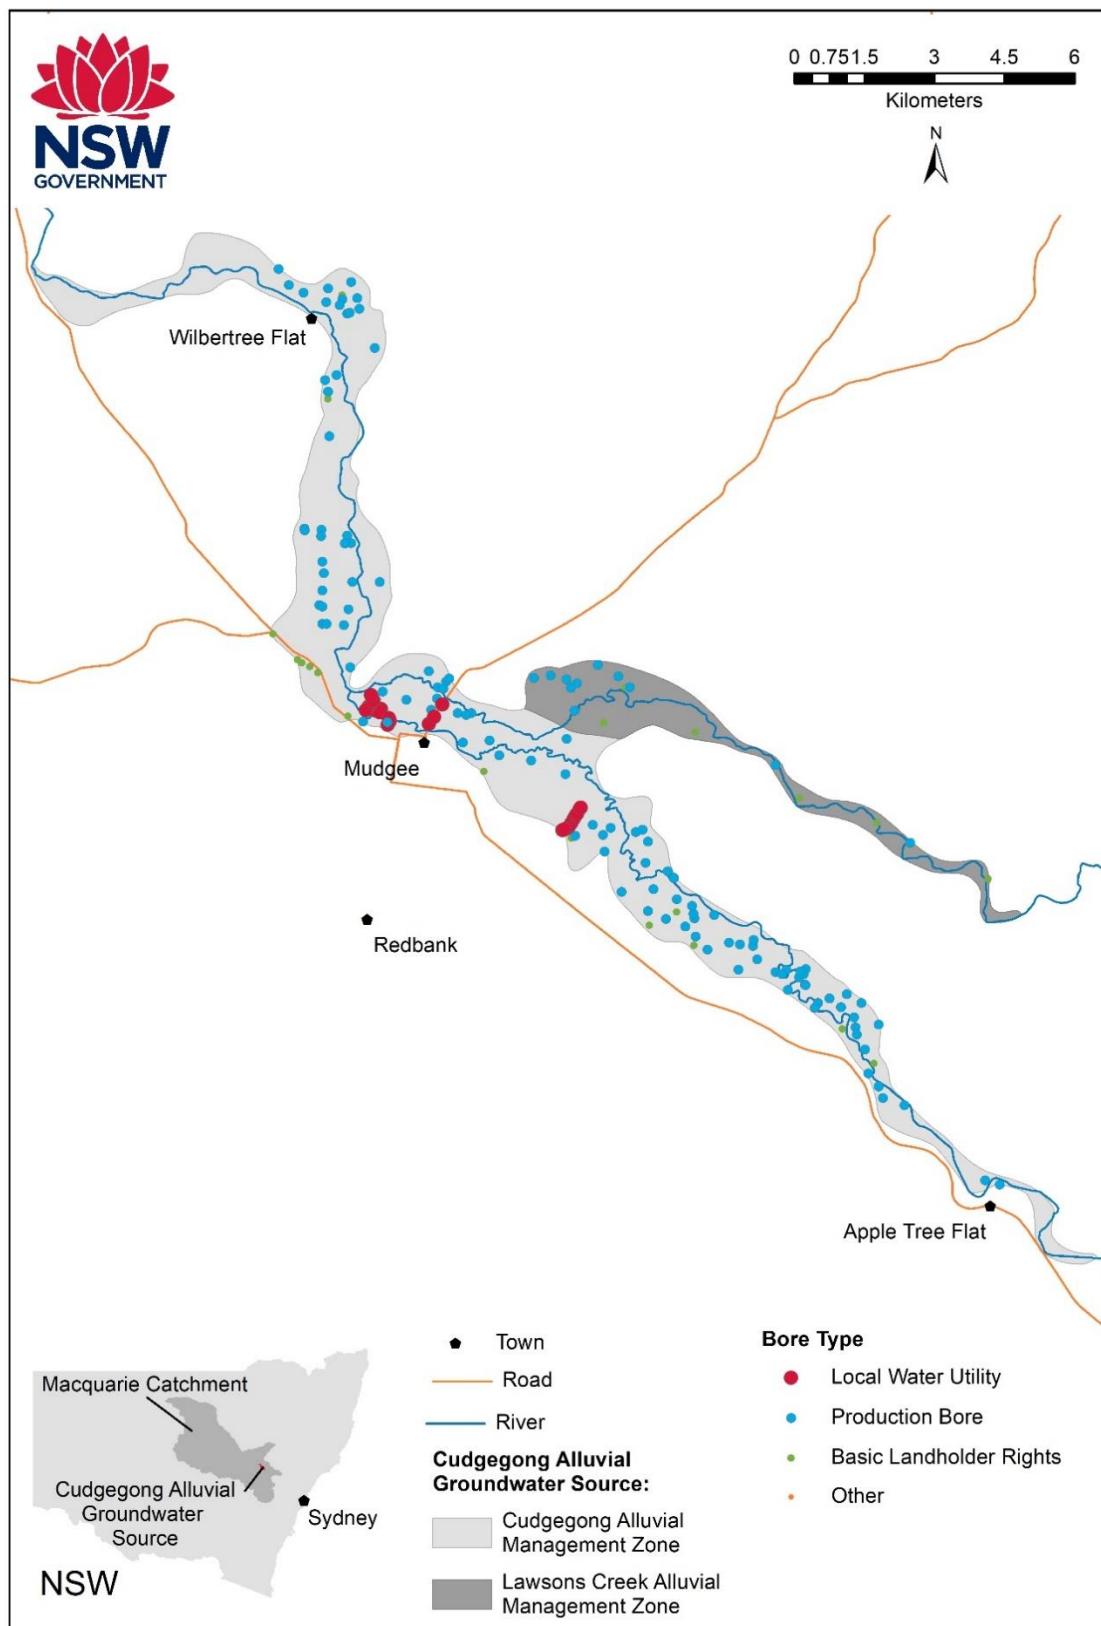 NSW
GOVERNMENT
0 0.75 1.5 3 4.5 6
Kilometers
N
Wilbertree Flat
Mudgee
Redbank
Apple Tree Flat
Macquarie Catchment
Cudgegong Alluvial
Groundwater
Source
Sydney
NSW
Town
Road
River
Cudgegong Alluvial
Groundwater Source:
Cudgegong Alluvial
Management Zone
Lawsons Creek Alluvial
Management Zone
Bore Type
Local Water Utility
Production Bore
Basic Landholder Rights
Other